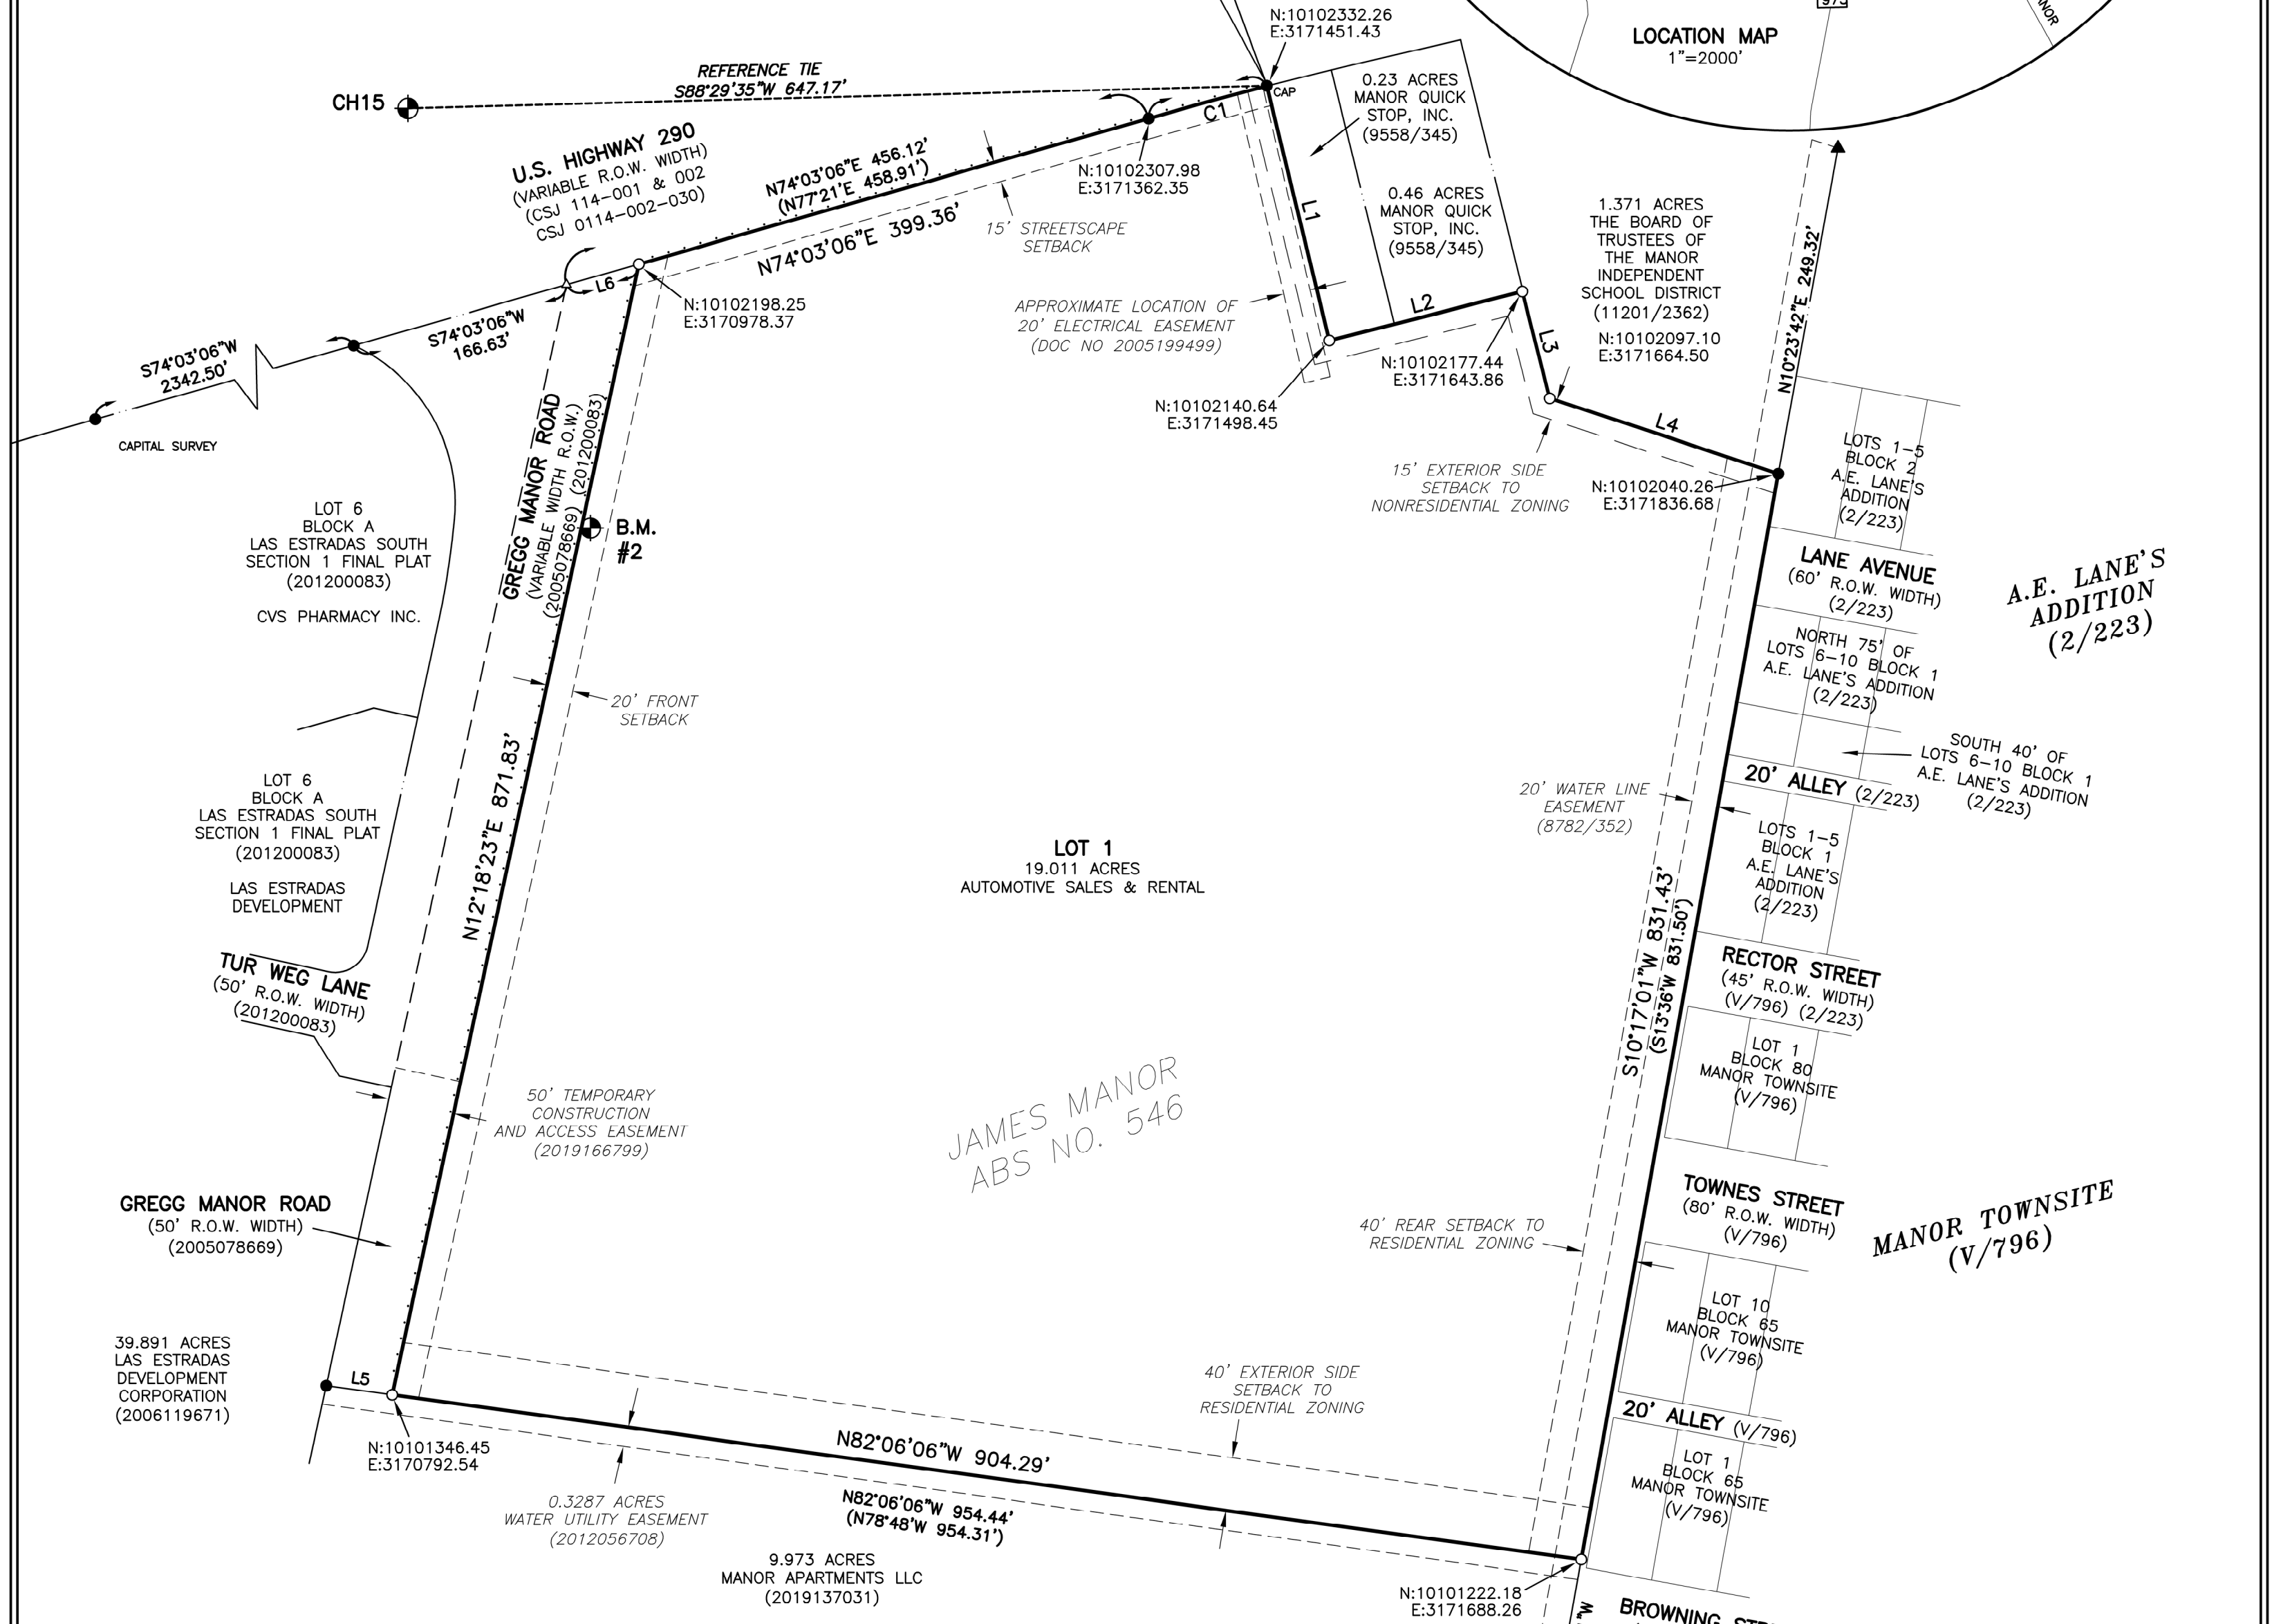 N:10102332.26
E:3171451.43
LOCATION MAP
1"=2000'
973
REFERENCE TIE
S88°29'35"W 647.17'
CH15
CAP
C1
0.23 ACRES
MANOR QUICK
STOP, INC.
(9558/345)
U.S. HIGHWAY 290
(VARIABLE R.O.W. WIDTH)
(CSJ 114-001 & 002
CSJ 0114-002-030)
N74°03'06"E 456.12'
(N77°21'E 458.91')
N74°03'06"E 399.36'
N:10102307.98
E:3171362.35
15' STREETSCAPE
SETBACK
L1
0.46 ACRES
MANOR QUICK
STOP, INC.
(9558/345)
1.371 ACRES
THE BOARD OF
TRUSTEES OF
THE MANOR
INDEPENDENT
SCHOOL DISTRICT
(11201/2362)
N:10102097.10
E:3171664.50
N10°23'42"E 249.32'
L6
N:10102198.25
E:3170978.37
APPROXIMATE LOCATION OF
20' ELECTRICAL EASEMENT
(DOC NO 2005199499)
L2
L3
N:10102177.44
E:3171643.86
N:10102140.64
E:3171498.45
L4
S74°03'06"W
166.63'
S74°03'06"W
2342.50'
CAPITAL SURVEY
15' EXTERIOR SIDE
SETBACK TO
NONRESIDENTIAL ZONING
N:10102040.26
E:3171836.68
LOTS 1-5
BLOCK 2
A.E. LANE'S
ADDITION
(2/223)
GREGG MANOR ROAD
(VARIABLE WIDTH R.O.W.)
(2005078669) (201200083)
B.M.
#2
LOT 6
BLOCK A
LAS ESTRADAS SOUTH
SECTION 1 FINAL PLAT
(201200083)
CVS PHARMACY INC.
LANE AVENUE
(60' R.O.W. WIDTH)
(2/223)
A.E. LANE'S
ADDITION
(2/223)
NORTH 75' OF
LOTS 6-10 BLOCK 1
A.E. LANE'S ADDITION
(2/223)
20' FRONT
SETBACK
SOUTH 40' OF
LOTS 6-10 BLOCK 1
A.E. LANE'S ADDITION
(2/223)
20' ALLEY (2/223)
LOT 6
BLOCK A
LAS ESTRADAS SOUTH
SECTION 1 FINAL PLAT
(201200083)
LAS ESTRADAS
DEVELOPMENT
N12°18'23"E 871.83'
20' WATER LINE
EASEMENT
(8782/352)
LOT 1
19.011 ACRES
AUTOMOTIVE SALES & RENTAL
LOTS 1-5
BLOCK 1
A.E. LANE'S
ADDITION
(2/223)
S10°17'01"W 831.43'
(S13°36'W 831.50')
TUR WEG LANE
(50' R.O.W. WIDTH)
(201200083)
RECTOR STREET
(45' R.O.W. WIDTH)
(V/796) (2/223)
LOT 1
BLOCK 80
MANOR TOWNSITE
(V/796)
50' TEMPORARY
CONSTRUCTION
AND ACCESS EASEMENT
(2019166799)
JAMES MANOR
ABS NO. 546
GREGG MANOR ROAD
(50' R.O.W. WIDTH)
(2005078669)
TOWNES STREET
(80' R.O.W. WIDTH)
(V/796)
MANOR TOWNSITE
(V/796)
40' REAR SETBACK TO
RESIDENTIAL ZONING
LOT 10
BLOCK 65
MANOR TOWNSITE
(V/796)
39.891 ACRES
LAS ESTRADAS
DEVELOPMENT
CORPORATION
(2006119671)
L5
40' EXTERIOR SIDE
SETBACK TO
RESIDENTIAL ZONING
20' ALLEY (V/796)
N:10101346.45
E:3170792.54
N82°06'06"W 904.29'
N82°06'06"W 954.44'
(N78°48'W 954.31')
0.3287 ACRES
WATER UTILITY EASEMENT
(2012056708)
LOT 1
BLOCK 65
MANOR TOWNSITE
(V/796)
9.973 ACRES
MANOR APARTMENTS LLC
(2019137031)
N:10101222.18
E:3171688.26
BROWNING